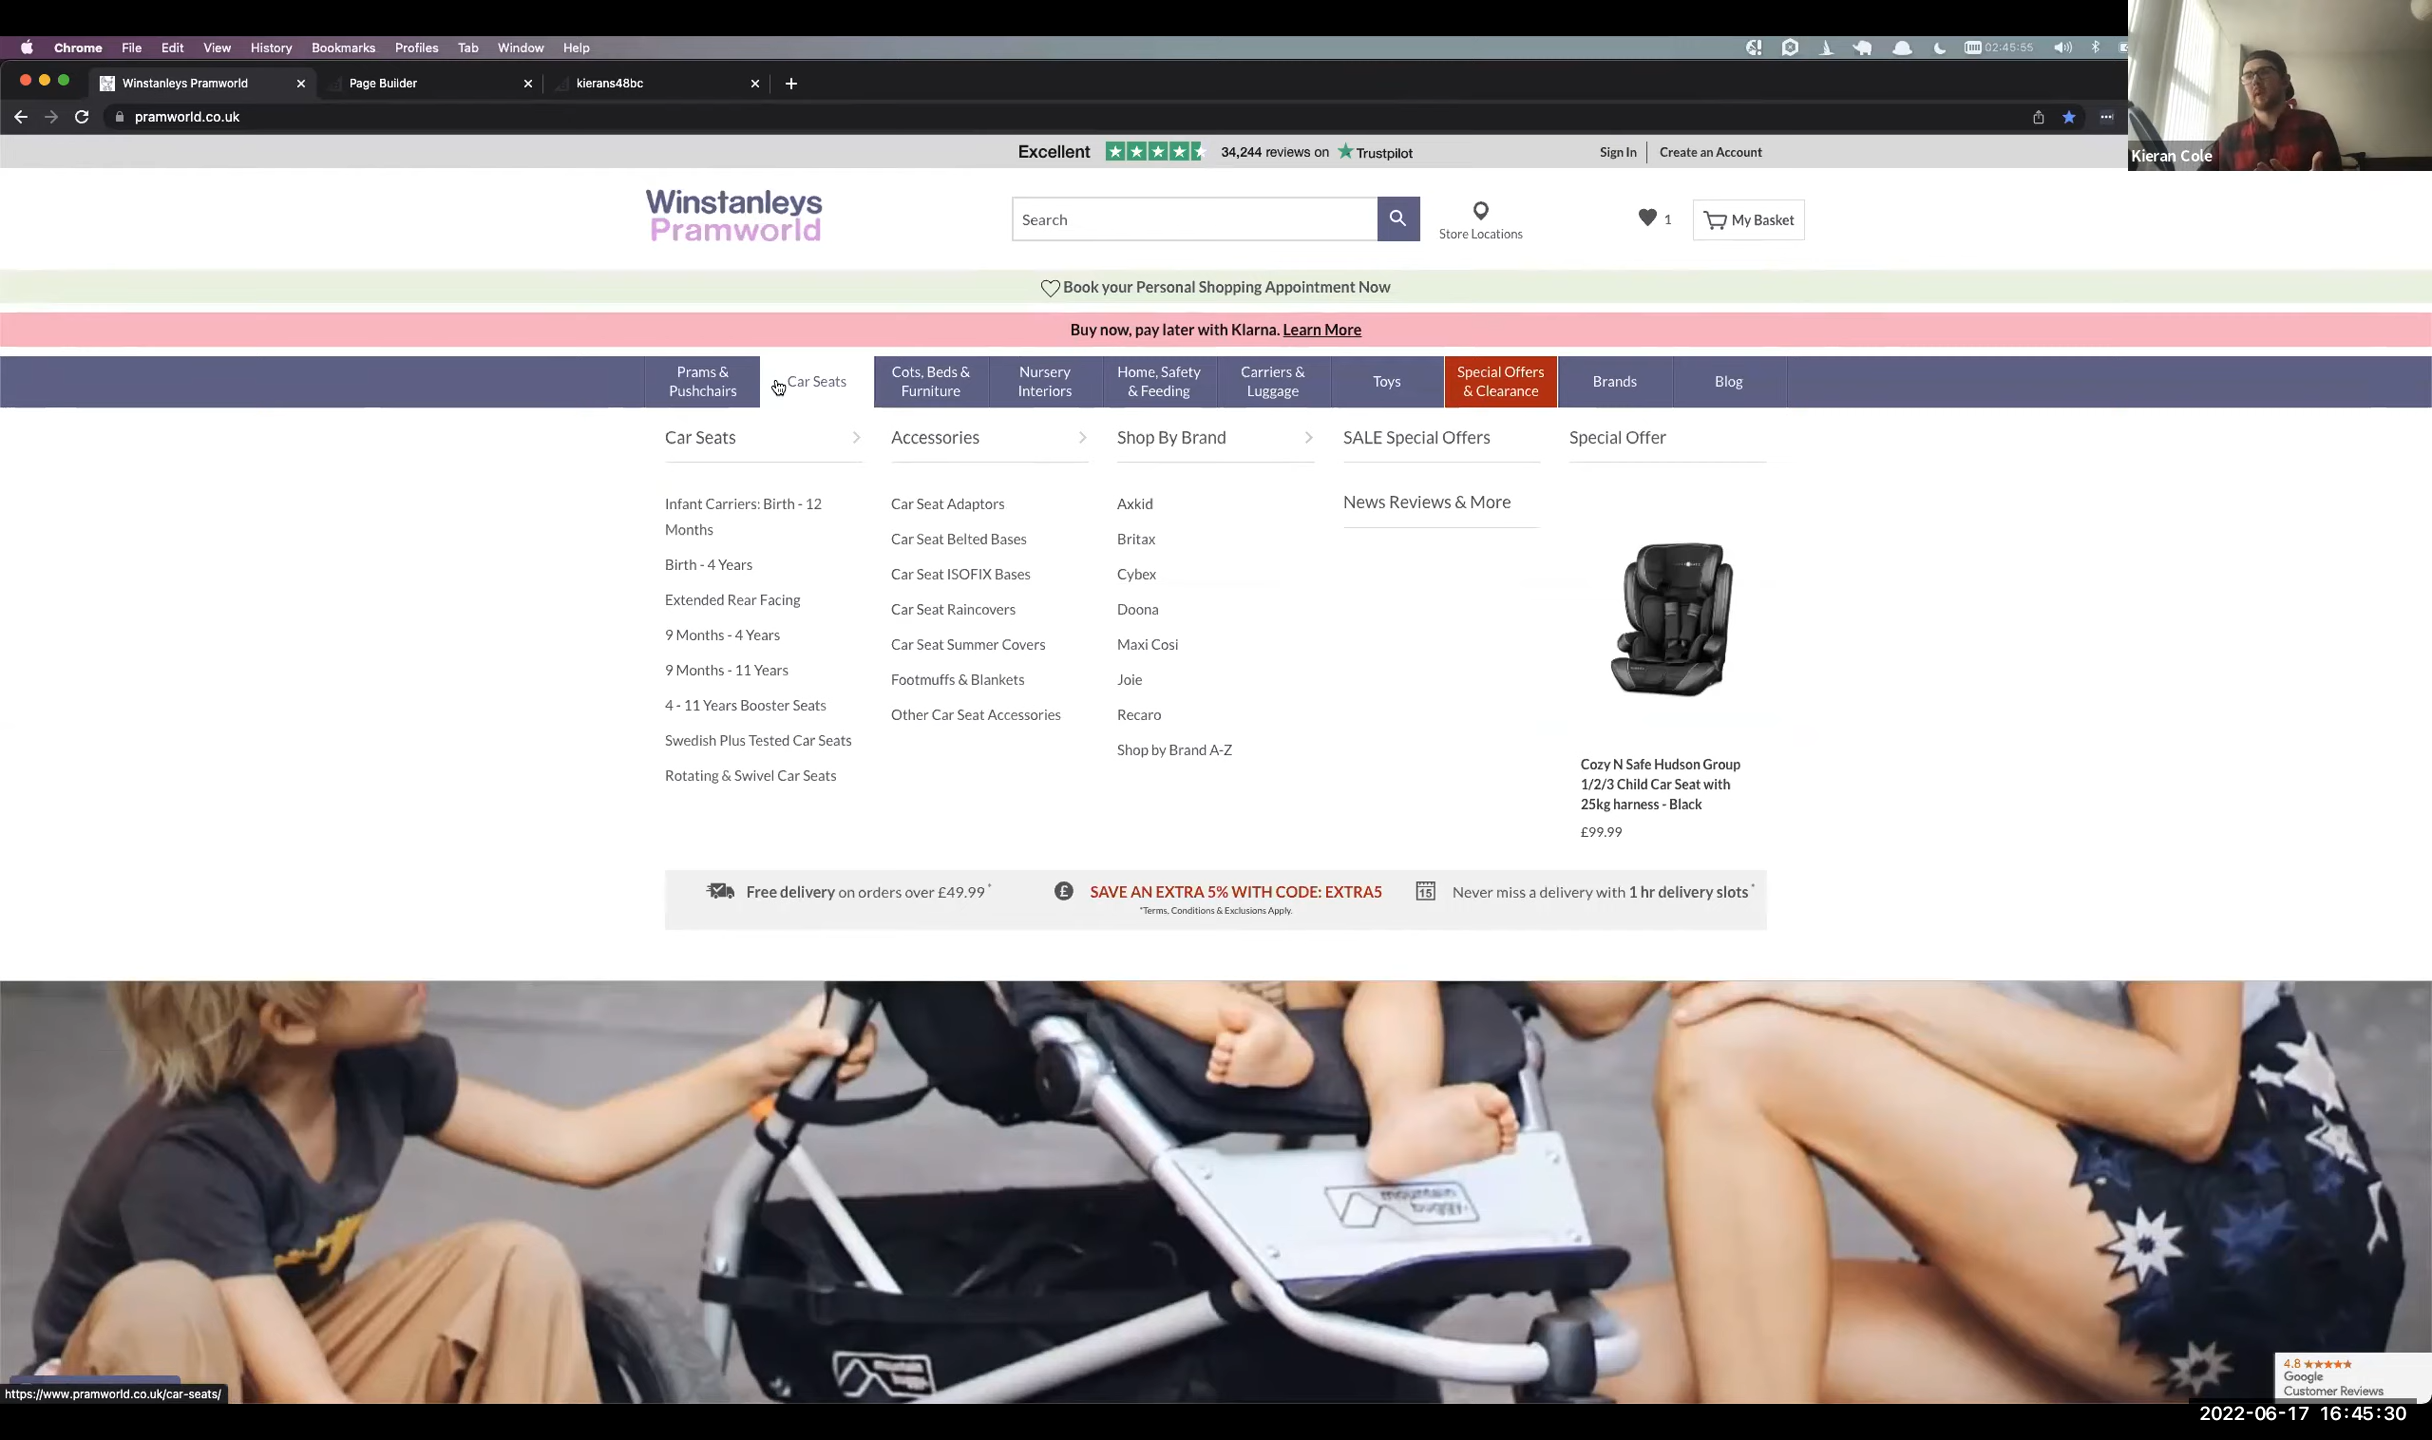 Chrome File Edit View History Bookmarks Profiles Tab Window Help 02:45:55
Winstanleys Pramworld Page Builder kierans48bc
pramworld.co.uk
Kieran Cole
Excellent 34,244 reviews on Trustpilot Sign In Create an Account
Winstanleys
Pramworld
Search
Store Locations
1
My Basket
Book your Personal Shopping Appointment Now
Buy now, pay later with Klarna. Learn More
Prams &
Pushchairs
Car Seats
Cots, Beds &
Furniture
Nursery
Interiors
Home, Safety
& Feeding
Carriers &
Luggage
Toys
Special Offers
& Clearance
Brands
Blog
Car Seats
Infant Carriers: Birth - 12
Months
Birth - 4 Years
Extended Rear Facing
9 Months - 4 Years
9 Months - 11 Years
4 - 11 Years Booster Seats
Swedish Plus Tested Car Seats
Rotating & Swivel Car Seats
Accessories
Car Seat Adaptors
Car Seat Belted Bases
Car Seat ISOFIX Bases
Car Seat Raincovers
Car Seat Summer Covers
Footmuffs & Blankets
Other Car Seat Accessories
Shop By Brand
Axkid
Britax
Cybex
Doona
Maxi Cosi
Joie
Recaro
Shop by Brand A-Z
SALE Special Offers
News Reviews & More
Special Offer
Cozy N Safe Hudson Group
1/2/3 Child Car Seat with
25kg harness - Black
£99.99
Free delivery on orders over £49.99*
SAVE AN EXTRA 5% WITH CODE: EXTRA5
*Terms, Conditions & Exclusions Apply.
15
Never miss a delivery with 1 hr delivery slots*
mountain
buggy
4.8
Google
Customer Reviews
https://www.pramworld.co.uk/car-seats/
2022-06-17 16:45:30